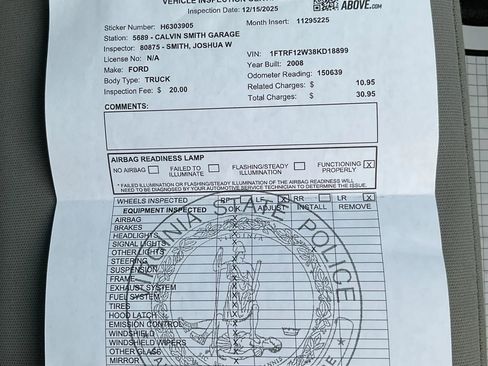 VEHICLE INSPECTION
Inspection Date: 12/15/2025
ABOVE.COM
Sticker Number: H6303905
Month Insert: 11295225
Station: 5689 - CALVIN SMITH GARAGE
Inspector: 80875 - SMITH, JOSHUA W
License No: N/A
VIN: 1FTRF12W38KD18899
Make: FORD
Year Built: 2008
Body Type: TRUCK
Odometer Reading: 150639
Inspection Fee: $ 20.00
Related Charges: $ 10.95
Total Charges: $ 30.95
COMMENTS:
AIRBAG READINESS LAMP
NO AIRBAG FAILED TO ILLUMINATE FLASHING/STEADY ILLUMINATION FUNCTIONING PROPERLY X
* FAILED ILLUMINATION OR FLASHING/STEADY ILLUMINATION OF THE AIRBAG READINESS WILL
NEED TO BE DIAGNOSED BY YOUR AUTOMOTIVE SERVICE TECHNICIAN TO DETERMINE THE ISSUE.
WHEELS INSPECTED RF LF X RR LR X
EQUIPMENT INSPECTED OK ADJUST INSTALL REMOVE
AIRBAG X
BRAKES X
HEADLIGHTS X
SIGNAL LIGHTS X
OTHER LIGHTS X
STEERING X
SUSPENSION X
FRAME X
EXHAUST SYSTEM X
FUEL SYSTEM X
TIRES X
HOOD LATCH X
EMISSION CONTROL X
WINDSHIELD X
WINDSHIELD WIPERS X
OTHER GLASS X
MIRROR X
VIRGINIA STATE POLICE